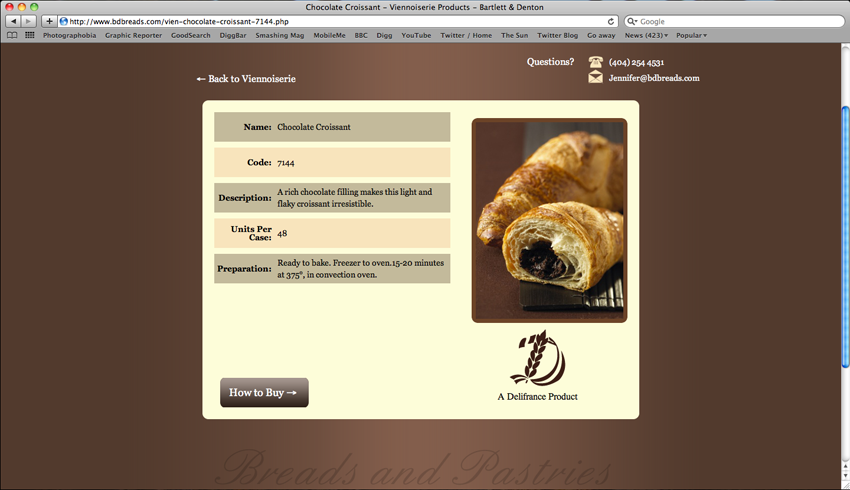 Chocolate Croissant – Viennoiserie Products – Bartlett & Denton
http://www.bdbreads.com/vien-chocolate-croissant-7144.php
Google
Photographobia Graphic Reporter GoodSearch DiggBar Smashing Mag MobileMe BBC Digg YouTube Twitter / Home The Sun Twitter Blog Go away News (423) Popular
Questions? (404) 254 4531
← Back to Viennoiserie
Jennifer@bdbreads.com
Name: Chocolate Croissant
Code: 7144
Description: A rich chocolate filling makes this light and
flaky croissant irresistible.
Units Per
Case: 48
Preparation: Ready to bake. Freezer to oven.15-20 minutes
at 375°, in convection oven.
D
A Delifrance Product
How to Buy →
Breads and Pastries